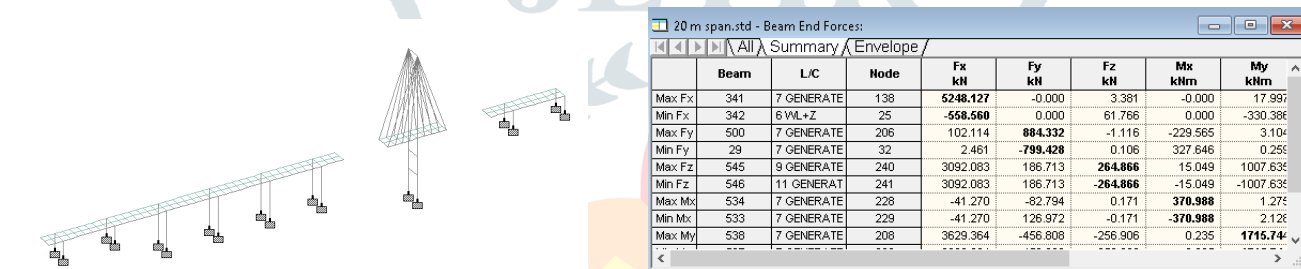 20 m span.std - Beam End Forces:
All Summary Envelope
Beam L/C Node Fx kN Fy kN Fz kN Mx kNm My kNm
Max Fx 341 7 GENERATE 138 5248.127 -0.000 3.381 -0.000 17.997
Min Fx 342 6 WL+Z 25 -558.560 0.000 61.766 0.000 -330.386
Max Fy 500 7 GENERATE 206 102.114 884.332 -1.116 -229.565 3.104
Min Fy 29 7 GENERATE 32 2.461 -799.428 0.106 327.646 0.259
Max Fz 545 9 GENERATE 240 3092.083 186.713 264.866 15.049 1007.635
Min Fz 546 11 GENERAT 241 3092.083 186.713 -264.866 -15.049 -1007.635
Max Mx 534 7 GENERATE 228 -41.270 -82.794 0.171 370.988 1.275
Min Mx 533 7 GENERATE 229 -41.270 126.972 -0.171 -370.988 2.128
Max My 538 7 GENERATE 208 3629.364 -456.808 -256.906 0.235 1715.744